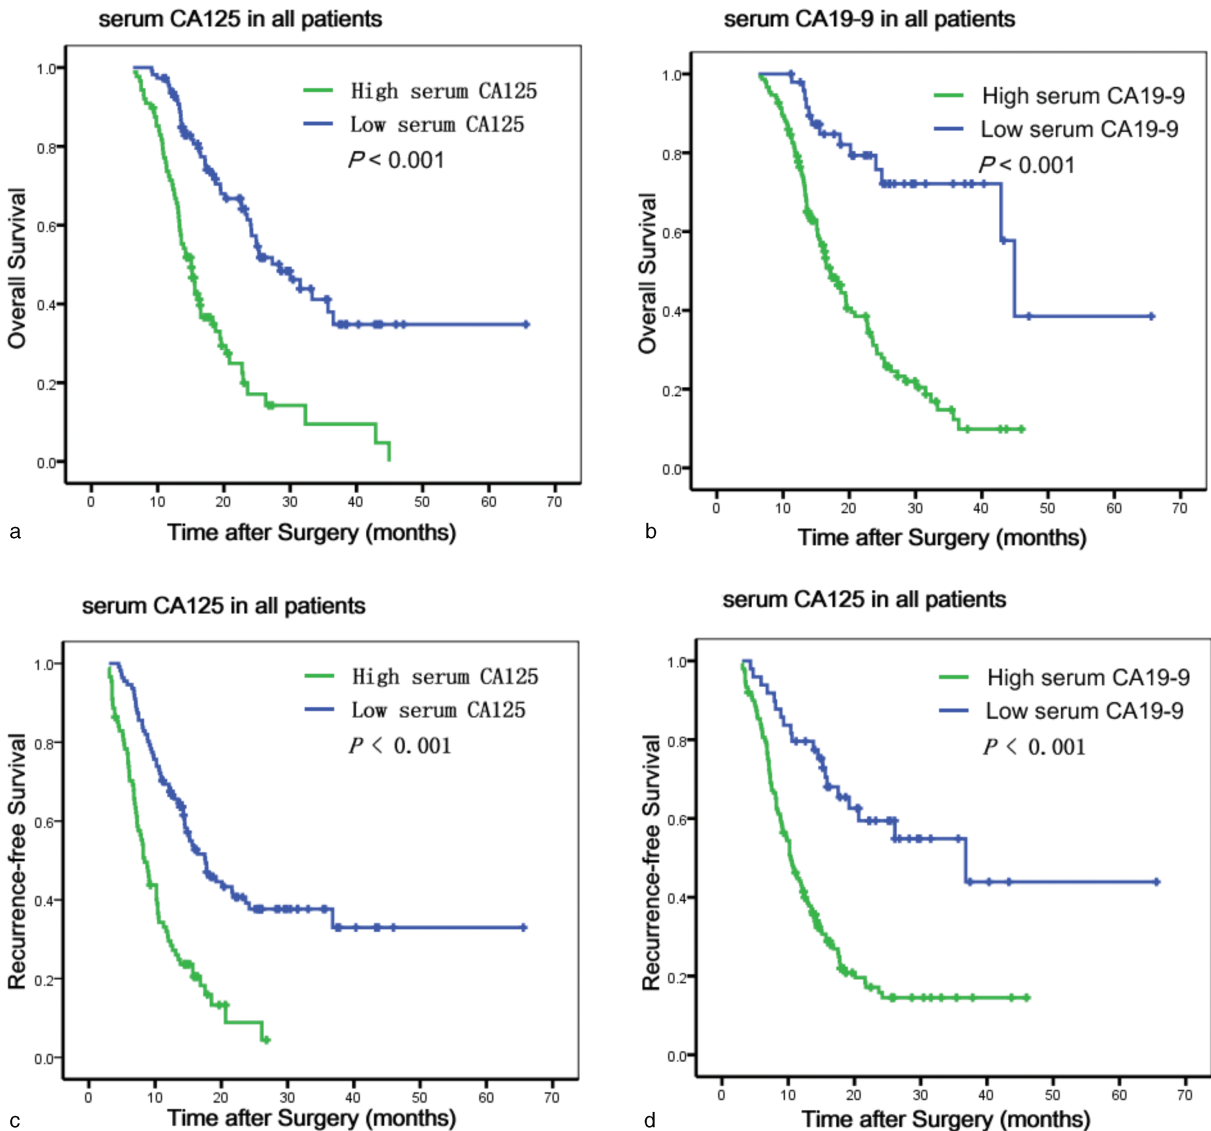 serum CA125 in all patients
High serum CA125
Low serum CA125
P < 0.001
Overall Survival
1.0
0.8
0.6
0.4
0.2
0.0
0 10 20 30 40 50 60 70
Time after Surgery (months)
a
serum CA19-9 in all patients
High serum CA19-9
Low serum CA19-9
P < 0.001
Overall Survival
1.0
0.8
0.6
0.4
0.2
0.0
0 10 20 30 40 50 60 70
Time after Surgery (months)
b
serum CA125 in all patients
High serum CA125
Low serum CA125
P < 0.001
Recurrence-free Survival
1.0
0.8
0.6
0.4
0.2
0.0
0 10 20 30 40 50 60 70
Time after Surgery (months)
c
serum CA125 in all patients
High serum CA19-9
Low serum CA19-9
P < 0.001
Recurrence-free Survival
1.0
0.8
0.6
0.4
0.2
0.0
0 10 20 30 40 50 60 70
Time after Surgery (months)
d